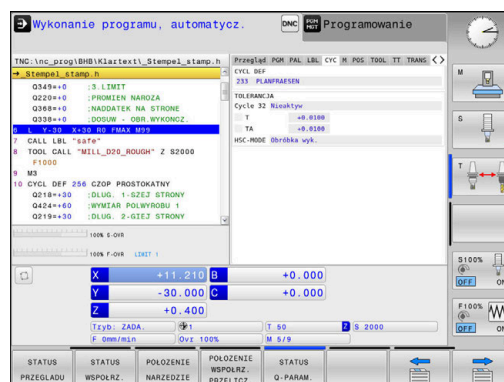 Wykonanie programu, automatycz.
DNC
PGM MGT
Programowanie
TNC:\nc_prog\BHB\Klartext\_Stempel_stamp.h
→_Stempel_stamp.h
Q349=+0 ;3.LIMIT
Q220=+0 ;PROMIEN NAROZA
Q368=+0 ;NADDATEK NA STRONE
Q338=+0 ;DOSUW - OBR.WYKONCZ.
6 L Y-30 X+30 R0 FMAX M99
7 CALL LBL "safe"
8 TOOL CALL "MILL_D20_ROUGH" Z S2000
F1000
9 M3
10 CYCL DEF 256 CZOP PROSTOKATNY
Q218=+30 ;DLUG. 1-SZEJ STRONY
Q424=+60 ;WYMIAR POLWYROBU 1
Q219=+30 ;DLUG. 2-GIEJ STRONY
Przegląd PGM PAL LBL CYC M POS TOOL TT TRANS
CYCL DEF
233 PLANFRAESEN
TOLERANCJA
Cycle 32 Nieaktyw
T +0.0100
TA +0.0100
HSC-MODE Obróbka wyk.
100% S-OVR
100% F-OVR LIMIT !
X +11.210 B +0.000
Y -30.000 C +0.000
Z +0.400
Tryb: ZADA. 1 T 50 Z S 2000
F 0mm/min Ovr 100% M 5/9
M
S
T
S100%
OFF ON
F100%
OFF ON
STATUS PRZEGLADU
STATUS WSPOŁRZ.
POŁOZENIE NARZEDZIE
POŁOZENIE WSPOŁRZ. PRZELICZ.
STATUS Q-PARAM.